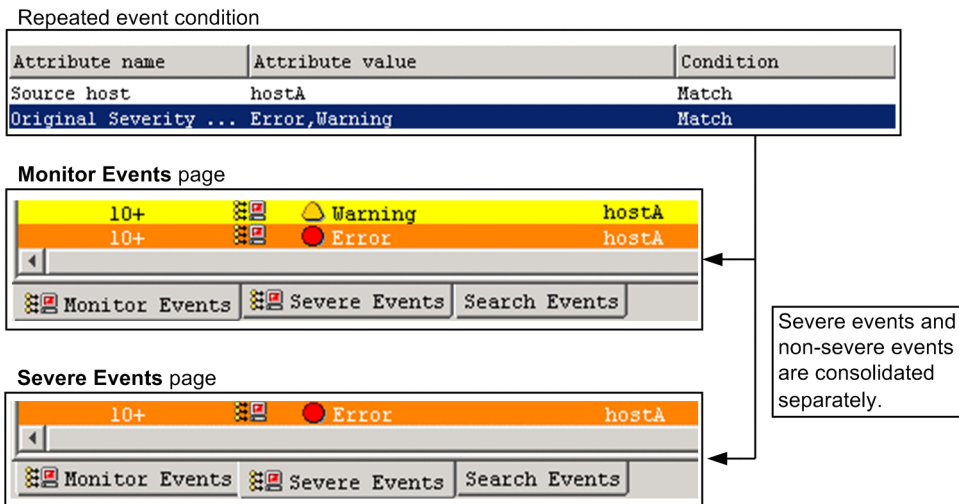 Repeated event condition
Attribute name Attribute value Condition
Source host hostA Match
Original Severity ... Error,Warning Match
Monitor Events page
10+ Warning hostA
10+ Error hostA
Monitor Events Severe Events Search Events
Severe events and
non-severe events
are consolidated
separately.
Severe Events page
10+ Error hostA
Monitor Events Severe Events Search Events